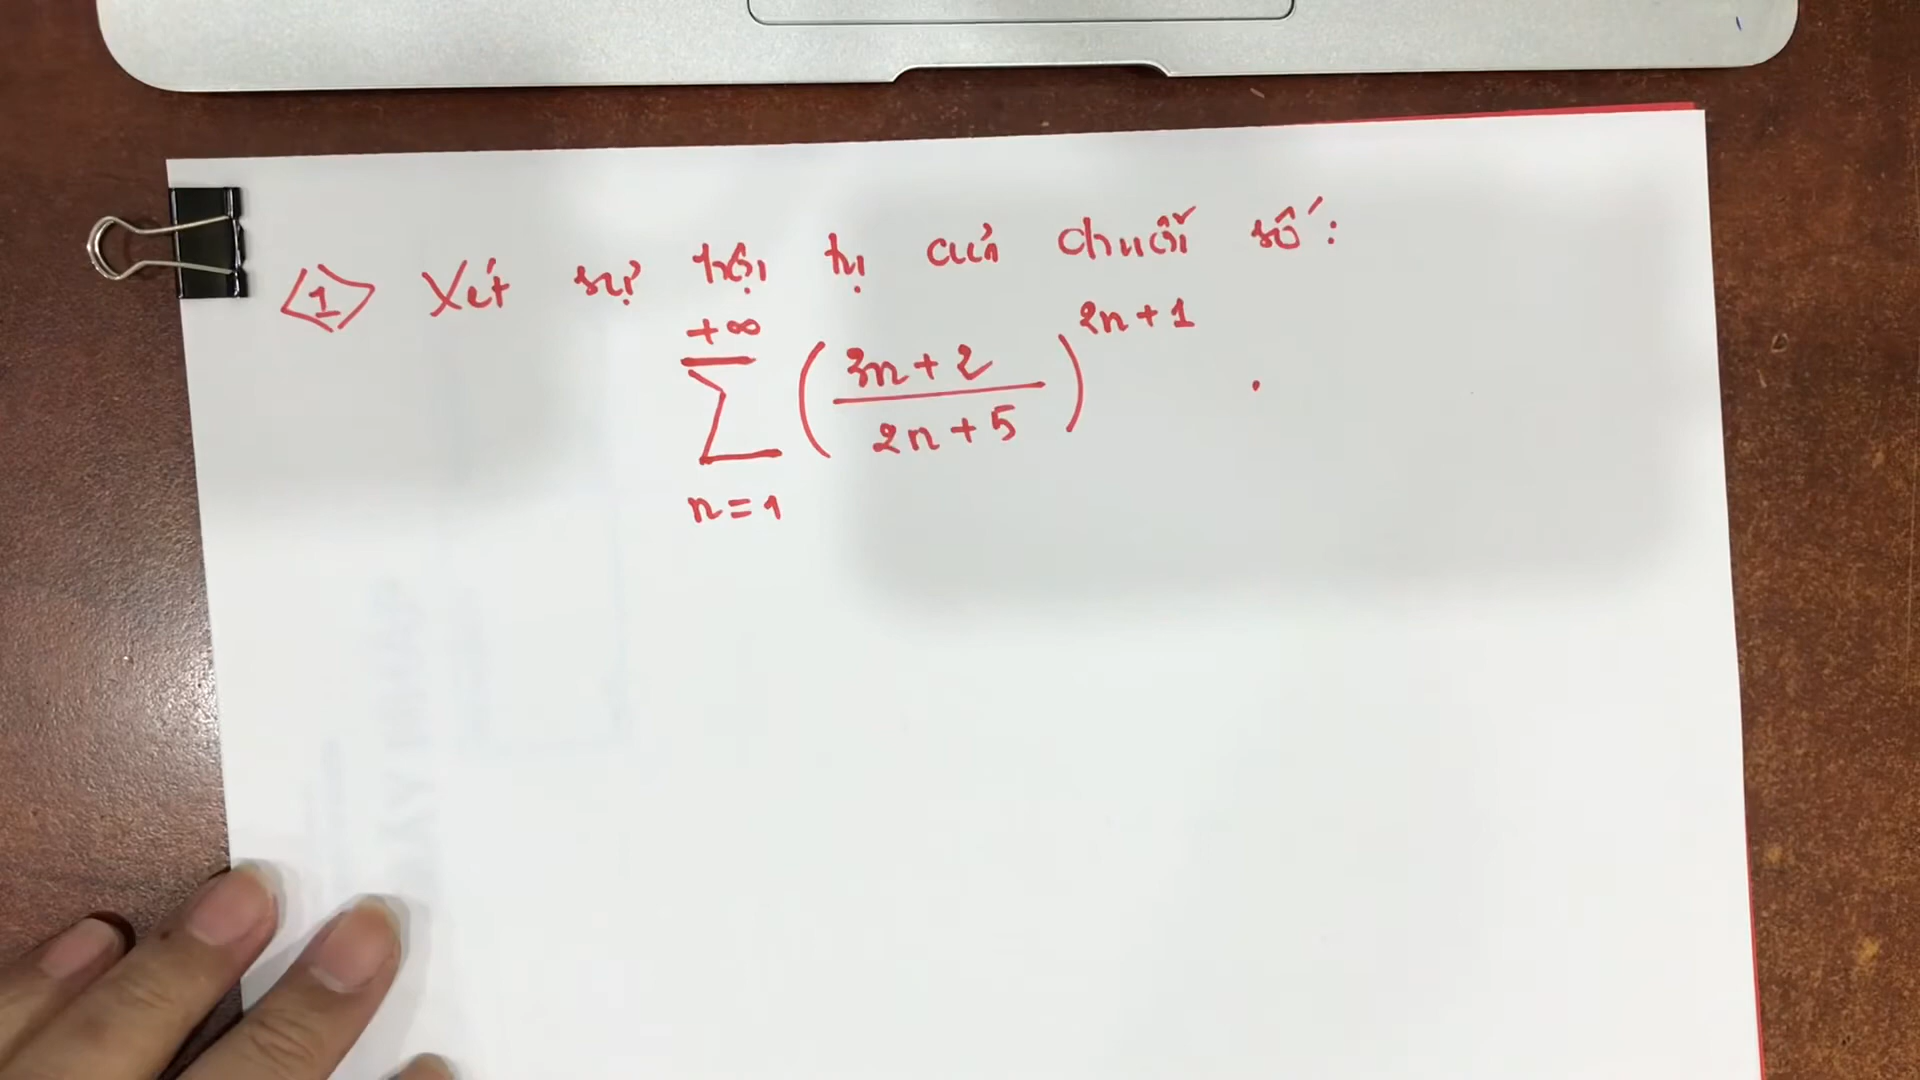 1 Xét sự hội tụ của chuỗi số:
+∞
∑ (3n+2 / 2n+5)^2n+1 .
n=1